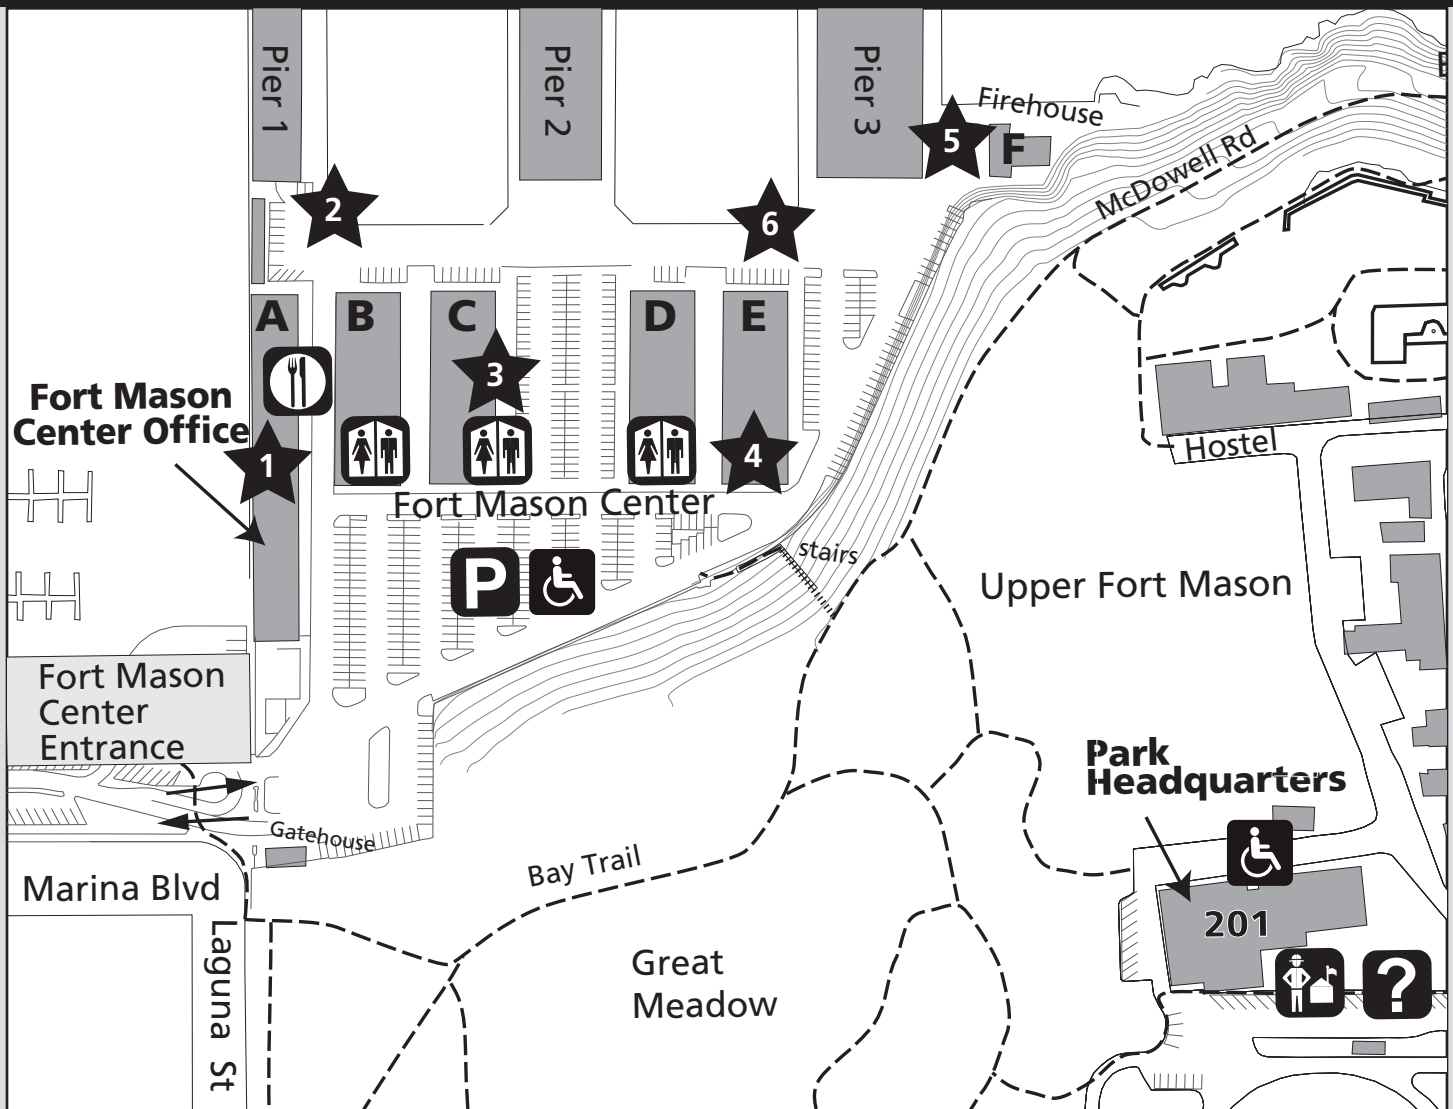 Pier 1
Pier 2
Pier 3
Firehouse
5
F
E
McDowell Rd
2
6
A
B
C
D
E
3
Fort Mason
Center Office
1
4
Hostel
Fort Mason Center
stairs
P
Upper Fort Mason
Fort Mason
Center
Entrance
Park
Headquarters
Gatehouse
Bay Trail
Marina Blvd
201
Laguna St
Great
Meadow
?